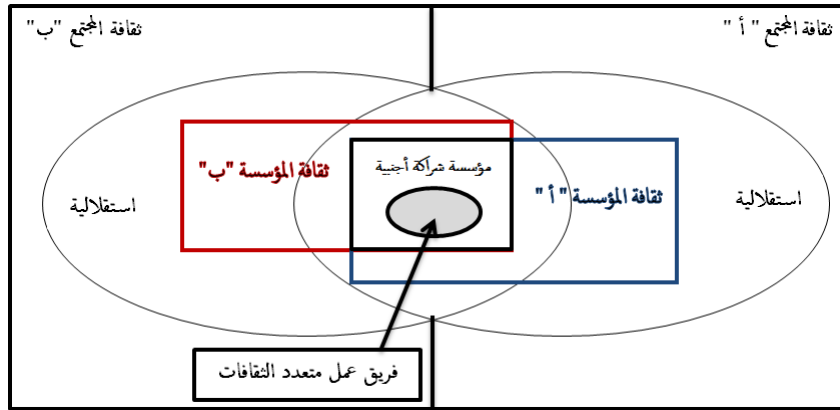 ثقافة المجتمع " أ "
ثقافة المجتمع "ب"
مؤسسة شراكة أجنبية
ثقافة المؤسسة "ب"
ثقافة المؤسسة " أ "
استقلالية
استقلالية
فريق عمل متعدد الثقافات